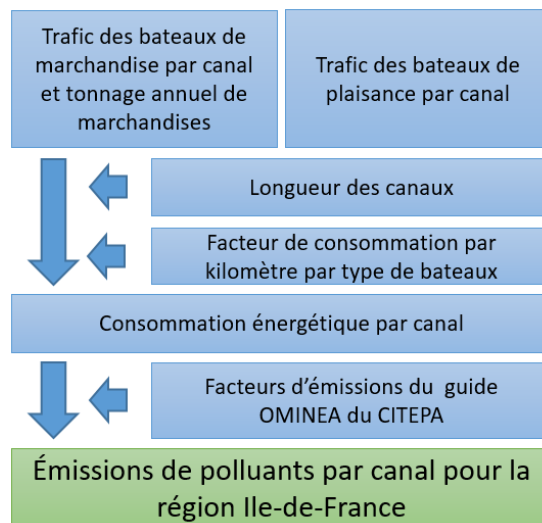 Trafic des bateaux de
marchandise par canal
et tonnage annuel de
marchandises
Trafic des bateaux de
plaisance par canal
Longueur des canaux
Facteur de consommation par
kilomètre par type de bateaux
Consommation énergétique par canal
Facteurs d'émissions du guide
OMINEA du CITEPA
Émissions de polluants par canal pour la
région Ile-de-France